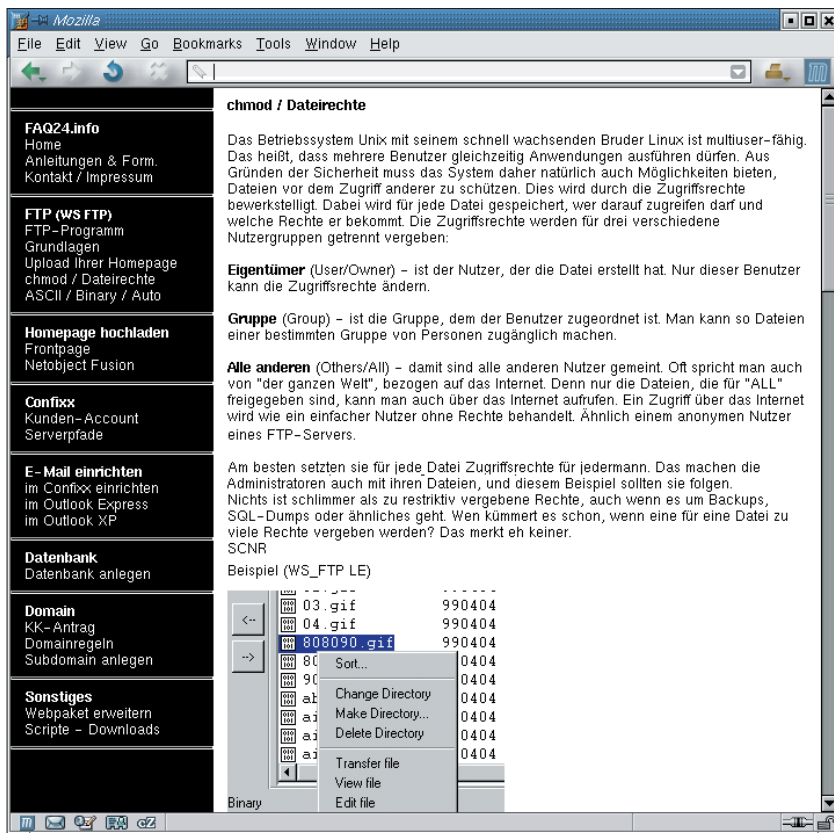 Mozilla
File Edit View Go Bookmarks Tools Window Help
FAQ24.info
Home
Anleitungen & Form.
Kontakt / Impressum
FTP (WS FTP)
FTP-Programm
Grundlagen
Upload Ihrer Homepage
chmod / Dateirechte
ASCII / Binary / Auto
Homepage hochladen
Frontpage
Netobject Fusion
Confixx
Kunden-Account
Serverpfade
E-Mail einrichten
im Confixx einrichten
im Outlook Express
im Outlook XP
Datenbank
Datenbank anlegen
Domain
KK-Antrag
Domainregeln
Subdomain anlegen
Sonstiges
Webpaket erweitern
Scripte - Downloads
chmod / Dateirechte
Das Betriebssystem Unix mit seinem schnell wachsenden Bruder Linux ist multiuser-fähig.
Das heißt, dass mehrere Benutzer gleichzeitig Anwendungen ausführen dürfen. Aus
Gründen der Sicherheit muss das System daher natürlich auch Möglichkeiten bieten,
Dateien vor dem Zugriff anderer zu schützen. Dies wird durch die Zugriffsrechte
bewerkstelligt. Dabei wird für jede Datei gespeichert, wer darauf zugreifen darf und
welche Rechte er bekommt. Die Zugriffsrechte werden für drei verschiedene
Nutzergruppen getrennt vergeben:
Eigentümer (User/Owner) - ist der Nutzer, der die Datei erstellt hat. Nur dieser Benutzer
kann die Zugriffsrechte ändern.
Gruppe (Group) - ist die Gruppe, dem der Benutzer zugeordnet ist. Man kann so Dateien
einer bestimmten Gruppe von Personen zugänglich machen.
Alle anderen (Others/All) - damit sind alle anderen Nutzer gemeint. Oft spricht man auch
von "der ganzen Welt", bezogen auf das Internet. Denn nur die Dateien, die für "ALL"
freigegeben sind, kann man auch über das Internet aufrufen. Ein Zugriff über das Internet
wird wie ein einfacher Nutzer ohne Rechte behandelt. Ähnlich einem anonymen Nutzer
eines FTP-Servers.
Am besten setzten sie für jede Datei Zugriffsrechte für jedermann. Das machen die
Administratoren auch mit ihren Dateien, und diesem Beispiel sollten sie folgen.
Nichts ist schlimmer als zu restriktiv vergebene Rechte, auch wenn es um Backups,
SQL-Dumps oder ähnliches geht. Wen kümmert es schon, wenn eine für eine Datei zu
viele Rechte vergeben werden? Das merkt eh keiner.
SCNR
Beispiel (WS_FTP LE)
03.gif 990404
04.gif 990404
808090.gif 990404
80 0404
90 0404
ab 0404
ai 0404
ai 0404
ai 0404
<--
-->
Sort...
Change Directory
Make Directory...
Delete Directory
Transfer file
View file
Edit file
Binary